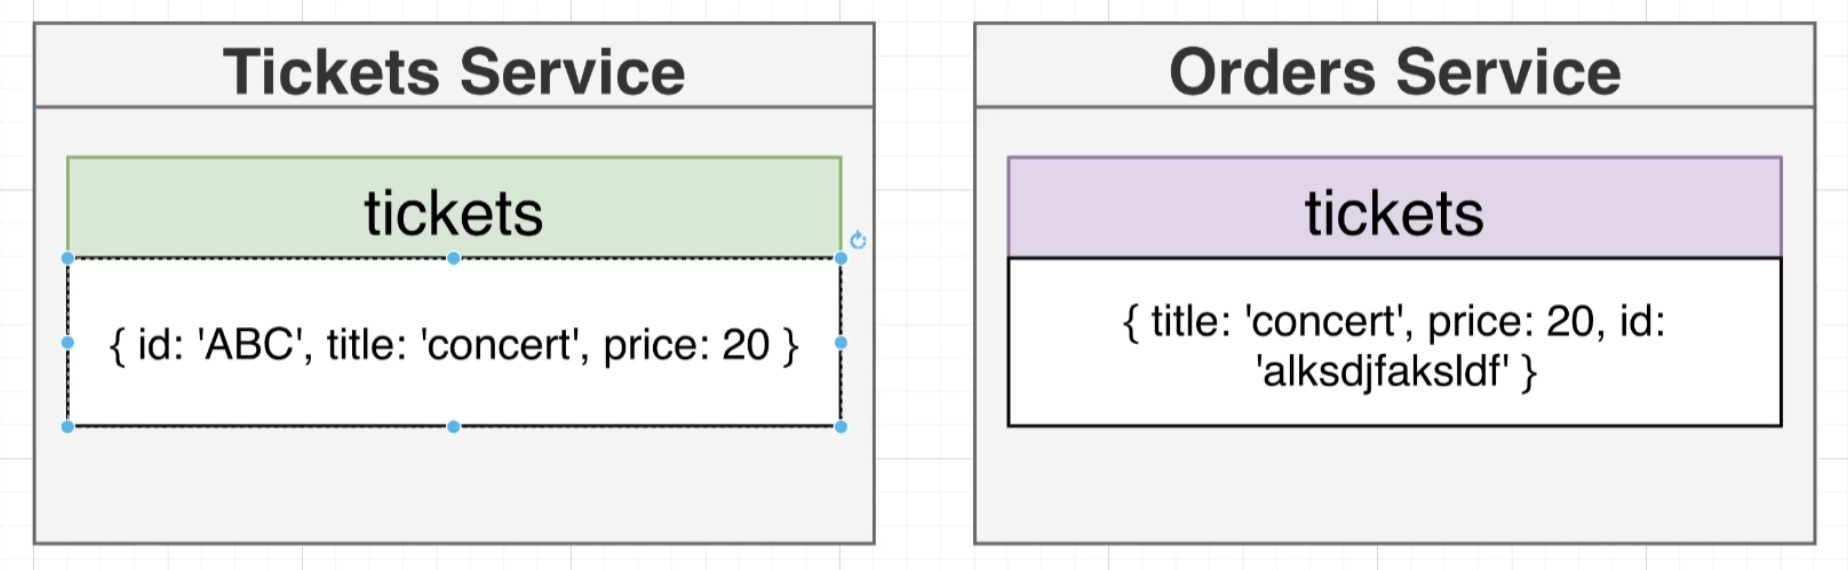 Tickets Service
tickets
{ id: 'ABC', title: 'concert', price: 20 }
Orders Service
tickets
{ title: 'concert', price: 20, id:
'alksdjfaksldf' }